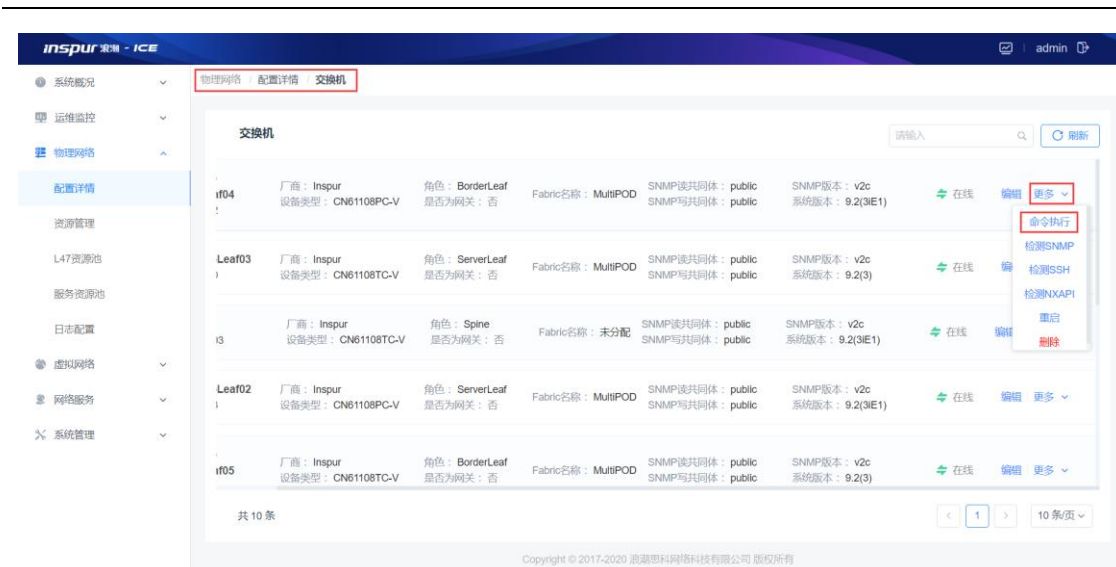 inspur 浪潮 - ICE
admin
系统概况
运维监控
物理网络
配置详情
资源管理
L47资源池
服务资源池
日志配置
虚拟网络
网络服务
系统管理
物理网络 / 配置详情 / 交换机
交换机
请输入
刷新
af04 厂商： Inspur 角色： BorderLeaf Fabric名称： MultiPOD SNMP读共同体： public SNMP版本： v2c 在线 编辑 更多
设备类型： CN61108PC-V 是否为网关： 否 SNMP写共同体： public 系统版本： 9.2(3IE1)
命令执行
检测SNMP
检测SSH
检测NXAPI
重启
删除
Leaf03 厂商： Inspur 角色： ServerLeaf Fabric名称： MultiPOD SNMP读共同体： public SNMP版本： v2c 在线
设备类型： CN61108TC-V 是否为网关： 否 SNMP写共同体： public 系统版本： 9.2(3)
03 厂商： Inspur 角色： Spine Fabric名称： 未分配 SNMP读共同体： public SNMP版本： v2c 在线
设备类型： CN61108TC-V 是否为网关： 否 SNMP写共同体： public 系统版本： 9.2(3IE1)
Leaf02 厂商： Inspur 角色： ServerLeaf Fabric名称： MultiPOD SNMP读共同体： public SNMP版本： v2c 在线 编辑 更多
设备类型： CN61108PC-V 是否为网关： 否 SNMP写共同体： public 系统版本： 9.2(3IE1)
af05 厂商： Inspur 角色： BorderLeaf Fabric名称： MultiPOD SNMP读共同体： public SNMP版本： v2c 在线 编辑 更多
设备类型： CN61108TC-V 是否为网关： 否 SNMP写共同体： public 系统版本： 9.2(3)
共 10 条
1
10 条/页
Copyright © 2017-2020 浪潮思科网络科技有限公司 版权所有